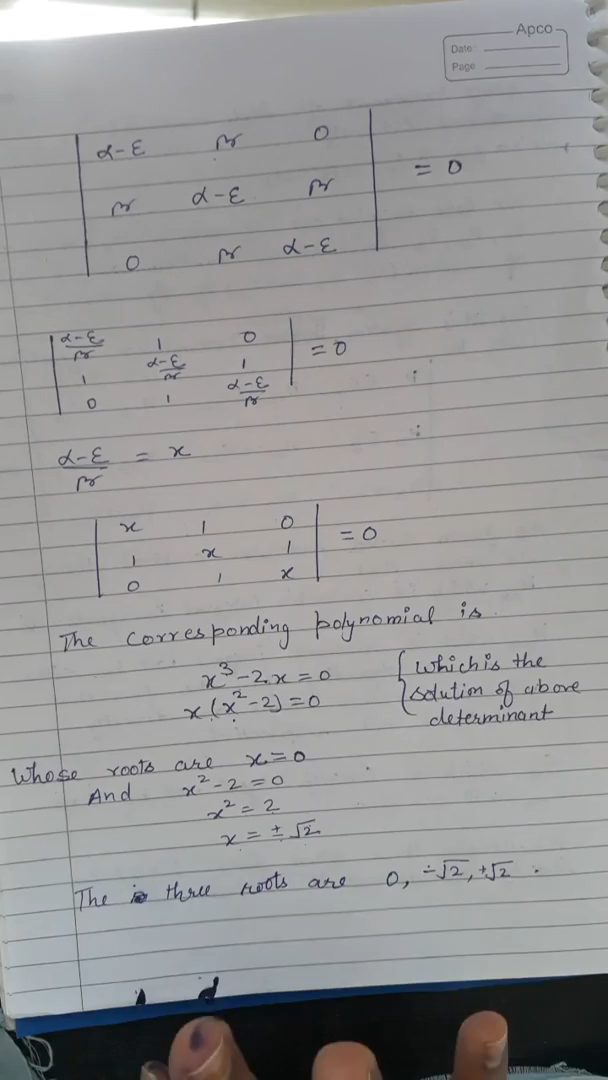 Apco
Date:
Page
| α-ε β 0 |
| β α-ε β | = 0
| 0 β α-ε |
| (α-ε)/β 1 0 |
| 1 (α-ε)/β 1 | = 0
| 0 1 (α-ε)/β |
(α-ε)/β = x
| x 1 0 |
| 1 x 1 | = 0
| 0 1 x |
The corresponding polynomial is
x³-2x = 0 { which is the
x(x²-2) = 0 solution of above
determinant
Whose roots are x=0
And x²-2=0
x² = 2
x = ± √2
The three roots are 0, -√2, +√2 .